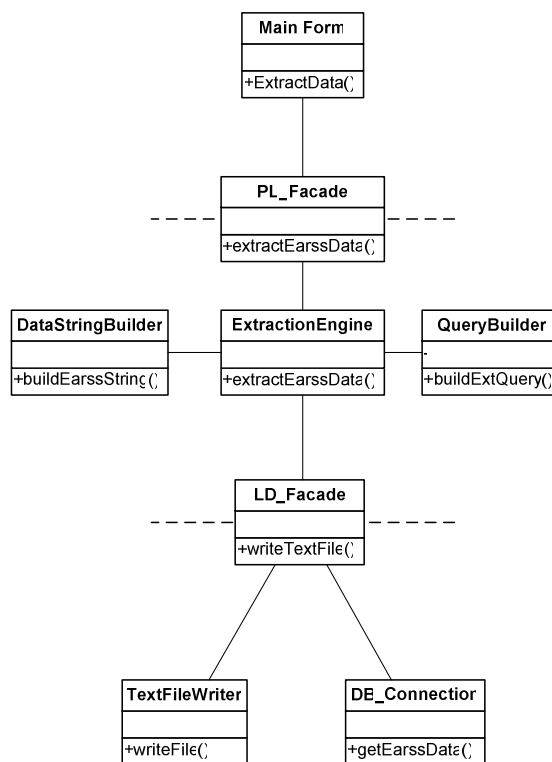 Main Form
+ExtractData()
PL_Facade
+extractEarssData()
DataStringBuilder
+buildEarssString()
ExtractionEngine
+extractEarssData()
QueryBuilder
-
+buildExtQuery()
LD_Facade
+writeTextFile()
TextFileWriter
+writeFile()
DB_Connection
+getEarssData()